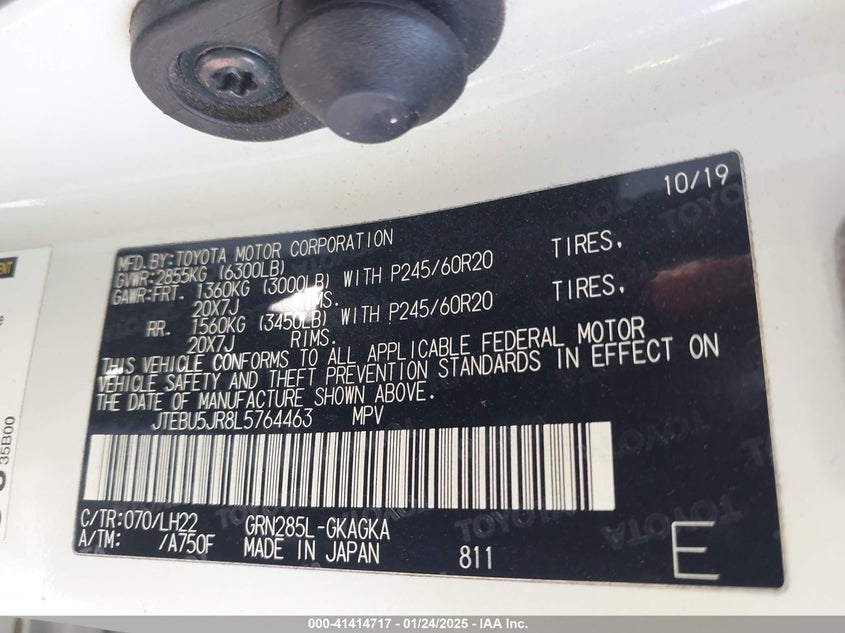 10/19
MFD.BY:TOYOTA MOTOR CORPORATION
GVWR:2855KG (6300LB)
GAWR:FRT. 1360KG (3000LB) WITH P245/60R20 TIRES,
20X7J RIMS.
RR. 1560KG (3450LB) WITH P245/60R20 TIRES,
20X7J RIMS.
THIS VEHICLE CONFORMS TO ALL APPLICABLE FEDERAL MOTOR
VEHICLE SAFETY AND THEFT PREVENTION STANDARDS IN EFFECT ON
THE DATE OF MANUFACTURE SHOWN ABOVE.
JTEBU5JR8L5764463 MPV
C/TR:070/LH22 GRN285L-GKAGKA
A/TM: /A750F MADE IN JAPAN 811 E
35B00
000-41414717 - 01/24/2025 - IAA Inc.